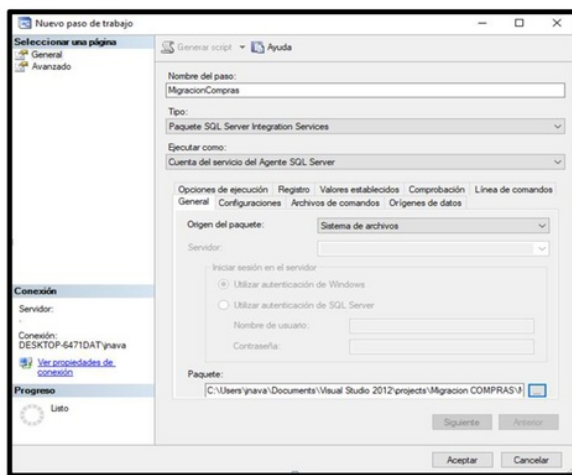 Nuevo paso de trabajo
Seleccionar una página
General
Avanzado
Generar script
Ayuda
Nombre del paso:
MigracionCompras
Tipo:
Paquete SQL Server Integration Services
Ejecutar como:
Cuenta del servicio del Agente SQL Server
Opciones de ejecución Registro Valores establecidos Comprobación Línea de comandos
General Configuraciones Archivos de comandos Orígenes de datos
Origen del paquete: Sistema de archivos
Servidor:
Iniciar sesión en el servidor
Utilizar autenticación de Windows
Utilizar autenticación de SQL Server
Nombre de usuario:
Contraseña:
Paquete:
C:\Users\jnava\Documents\Visual Studio 2012\projects\Migracion COMPRAS\
...
Siguiente Anterior
Conexión
Servidor:
.
Conexión:
DESKTOP-6471DAT\jnava
Ver propiedades de
conexión
Progreso
Listo
Aceptar Cancelar